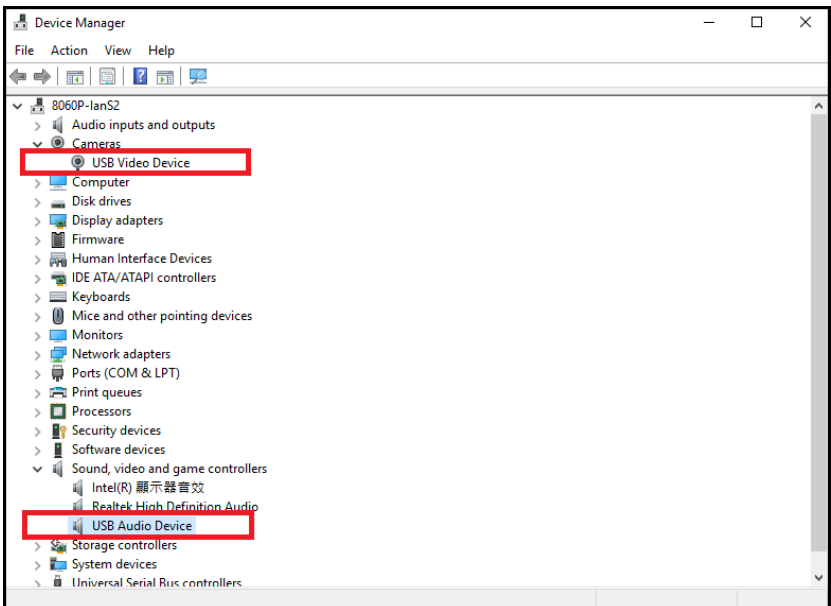 Device Manager
File Action View Help
8060P-IanS2
Audio inputs and outputs
Cameras
USB Video Device
Computer
Disk drives
Display adapters
Firmware
Human Interface Devices
IDE ATA/ATAPI controllers
Keyboards
Mice and other pointing devices
Monitors
Network adapters
Ports (COM & LPT)
Print queues
Processors
Security devices
Software devices
Sound, video and game controllers
Intel(R) 顯示器音效
Realtek High Definition Audio
USB Audio Device
Storage controllers
System devices
Universal Serial Bus controllers